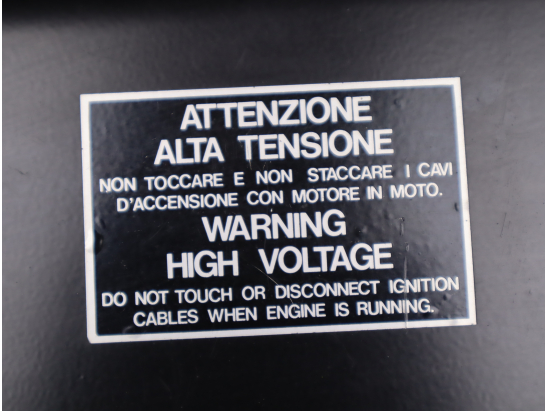 ATTENZIONE
ALTA TENSIONE
NON TOCCARE E NON STACCARE I CAVI
D'ACCENSIONE CON MOTORE IN MOTO.
WARNING
HIGH VOLTAGE
DO NOT TOUCH OR DISCONNECT IGNITION
CABLES WHEN ENGINE IS RUNNING.